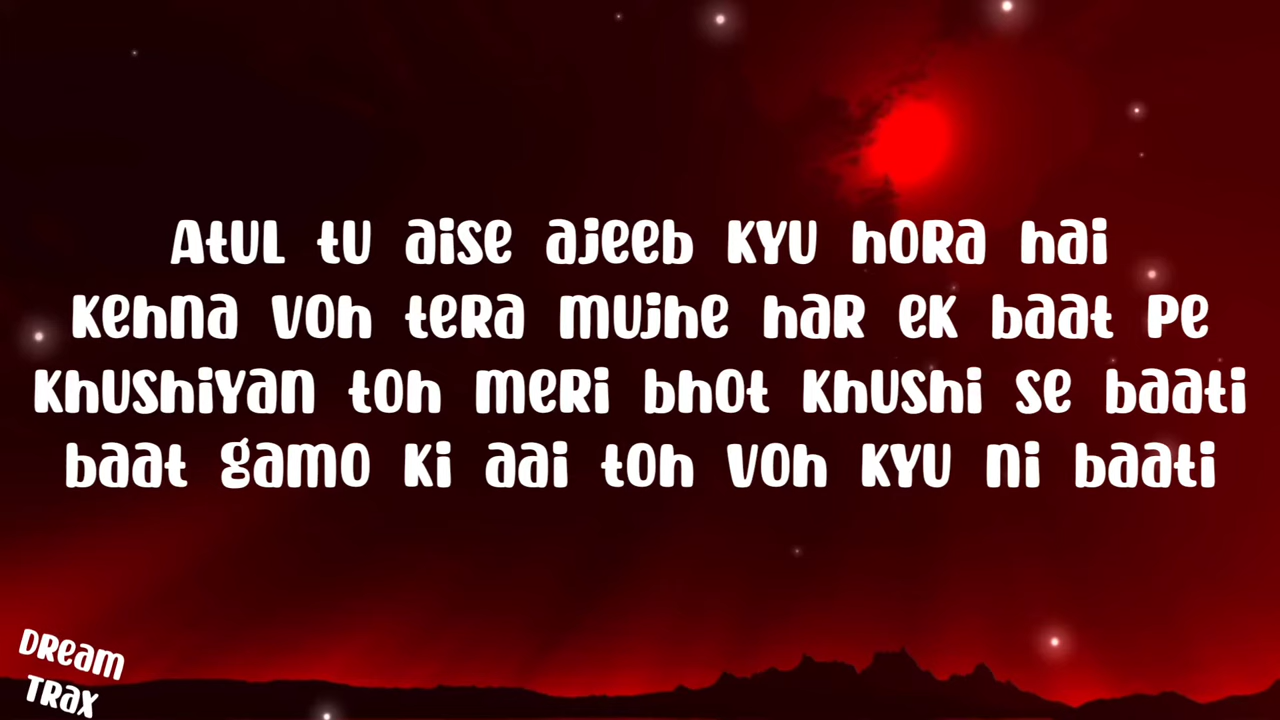 Atul tu aise ajeeb kyu hora hai
kehna voh tera mujhe har ek baat pe
khushiyan toh meri bhot khushi se baati
baat gamo ki aai toh voh kyu ni baati
Dream
Trax